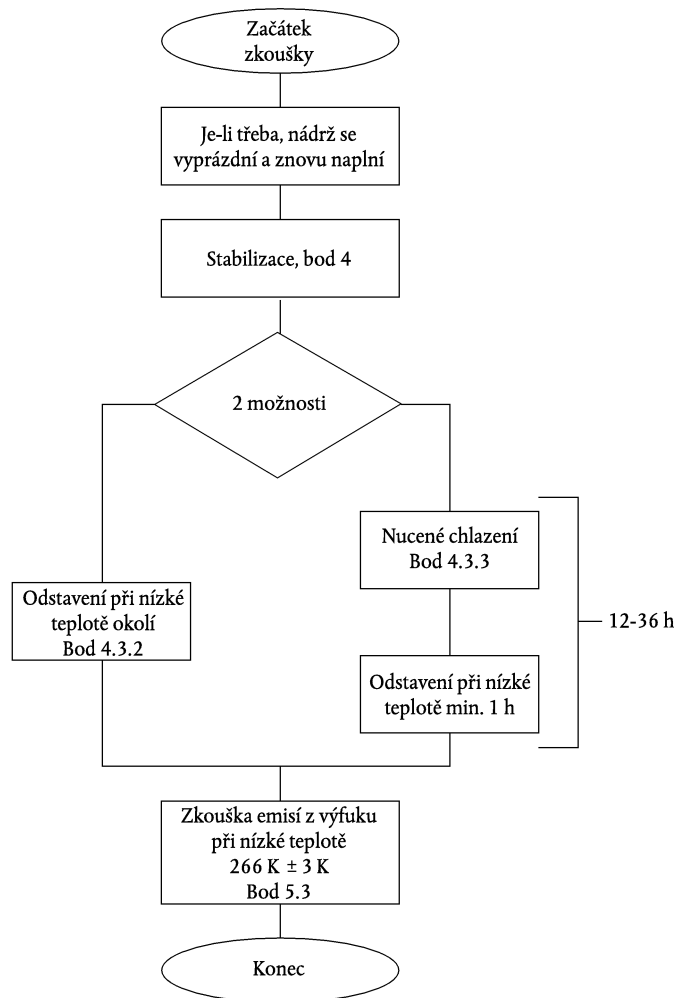 Začátek
zkoušky
Je-li třeba, nádrž se
vyprázdní a znovu naplní
Stabilizace, bod 4
2 možnosti
Nucené chlazení
Bod 4.3.3
Odstavení při nízké
teplotě okolí
Bod 4.3.2
12-36 h
Odstavení při nízké
teplotě min. 1 h
Zkouška emisí z výfuku
při nízké teplotě
266 K ± 3 K
Bod 5.3
Konec